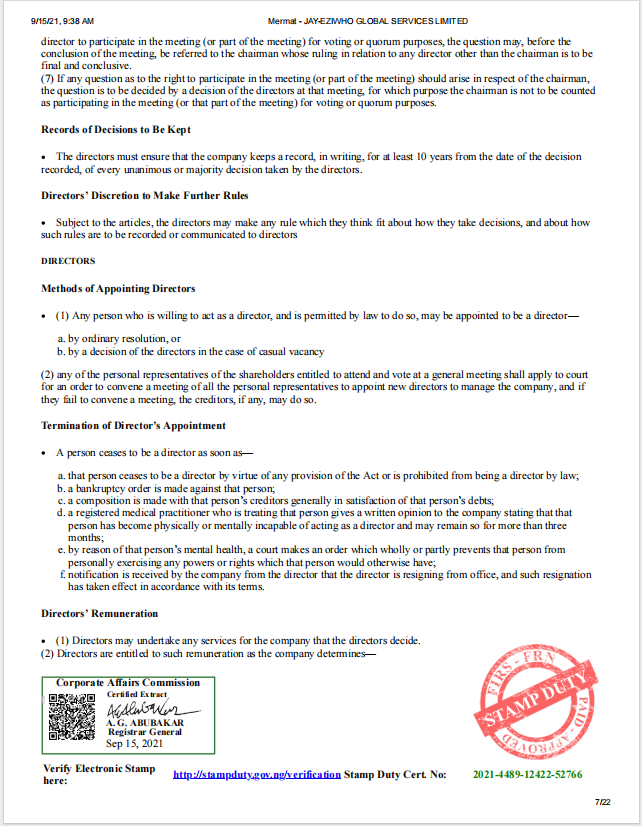 9/15/21, 9:38 AM Mermat - JAY-EZIWHO GLOBAL SERVICES LIMITED
director to participate in the meeting (or part of the meeting) for voting or quorum purposes, the question may, before the
conclusion of the meeting, be referred to the chairman whose ruling in relation to any director other than the chairman is to be
final and conclusive.
(7) If any question as to the right to participate in the meeting (or part of the meeting) should arise in respect of the chairman,
the question is to be decided by a decision of the directors at that meeting, for which purpose the chairman is not to be counted
as participating in the meeting (or that part of the meeting) for voting or quorum purposes.
Records of Decisions to Be Kept
• The directors must ensure that the company keeps a record, in writing, for at least 10 years from the date of the decision
recorded, of every unanimous or majority decision taken by the directors.
Directors' Discretion to Make Further Rules
• Subject to the articles, the directors may make any rule which they think fit about how they take decisions, and about how
such rules are to be recorded or communicated to directors
DIRECTORS
Methods of Appointing Directors
• (1) Any person who is willing to act as a director, and is permitted by law to do so, may be appointed to be a director—
a. by ordinary resolution, or
b. by a decision of the directors in the case of casual vacancy
(2) any of the personal representatives of the shareholders entitled to attend and vote at a general meeting shall apply to court
for an order to convene a meeting of all the personal representatives to appoint new directors to manage the company, and if
they fail to convene a meeting, the creditors, if any, may do so.
Termination of Director's Appointment
• A person ceases to be a director as soon as—
a. that person ceases to be a director by virtue of any provision of the Act or is prohibited from being a director by law;
b. a bankruptcy order is made against that person;
c. a composition is made with that person's creditors generally in satisfaction of that person's debts;
d. a registered medical practitioner who is treating that person gives a written opinion to the company stating that that
person has become physically or mentally incapable of acting as a director and may remain so for more than three
months;
e. by reason of that person's mental health, a court makes an order which wholly or partly prevents that person from
personally exercising any powers or rights which that person would otherwise have;
f. notification is received by the company from the director that the director is resigning from office, and such resignation
has taken effect in accordance with its terms.
Directors' Remuneration
• (1) Directors may undertake any services for the company that the directors decide.
(2) Directors are entitled to such remuneration as the company determines—
Corporate Affairs Commission
Certified Extract
A. G. ABUBAKAR
Registrar General
Sep 15, 2021
FIRS - FRN
STAMP DUTY
PAID - APPROVED
Verify Electronic Stamp
here:
http://stampduty.gov.ng/verification Stamp Duty Cert. No: 2021-4489-12422-52766
7/22